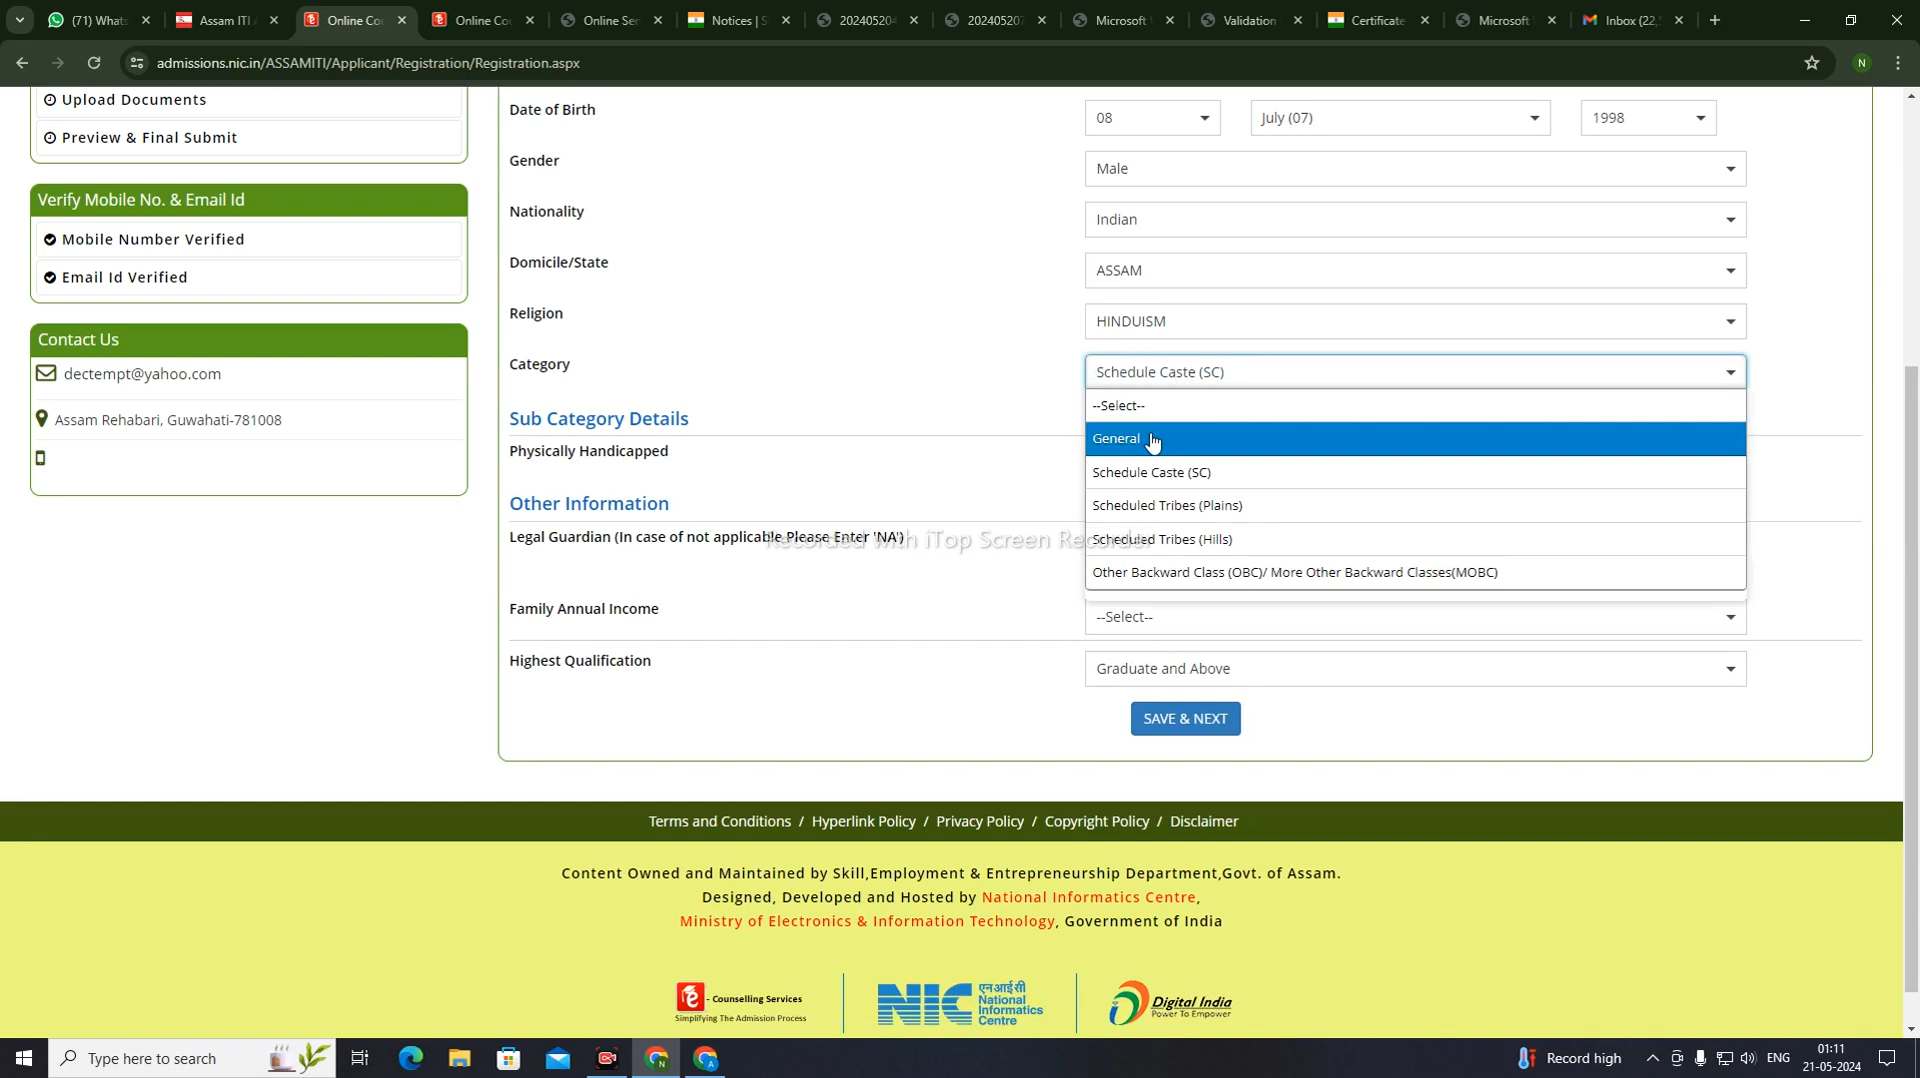 (71) Whats
Assam ITI A
Online Cou
Online Cou
Online Ser
Notices | S
202405204
202405207
Microsoft
Validation
Certificate
Microsoft
Inbox (22,
admissions.nic.in/ASSAMITI/Applicant/Registration/Registration.aspx
N
Upload Documents
Preview & Final Submit
Verify Mobile No. & Email Id
Mobile Number Verified
Email Id Verified
Contact Us
dectempt@yahoo.com
Assam Rehabari, Guwahati-781008
Date of Birth
08
July (07)
1998
Gender
Male
Nationality
Indian
Domicile/State
ASSAM
Religion
HINDUISM
Category
Schedule Caste (SC)
--Select--
General
Schedule Caste (SC)
Scheduled Tribes (Plains)
Scheduled Tribes (Hills)
Other Backward Class (OBC)/ More Other Backward Classes(MOBC)
Sub Category Details
Physically Handicapped
Other Information
Legal Guardian (In case of not applicable Please Enter 'NA')
Recorded with iTop Screen Recorder
Family Annual Income
--Select--
Highest Qualification
Graduate and Above
SAVE & NEXT
Terms and Conditions / Hyperlink Policy / Privacy Policy / Copyright Policy / Disclaimer
Content Owned and Maintained by Skill,Employment & Entrepreneurship Department,Govt. of Assam.
Designed, Developed and Hosted by National Informatics Centre,
Ministry of Electronics & Information Technology, Government of India
e - Counselling Services
Simplifying The Admission Process
NIC एन आई सी
National
Informatics
Centre
Digital India
Power To Empower
Type here to search
Record high
ENG
01:11
21-05-2024